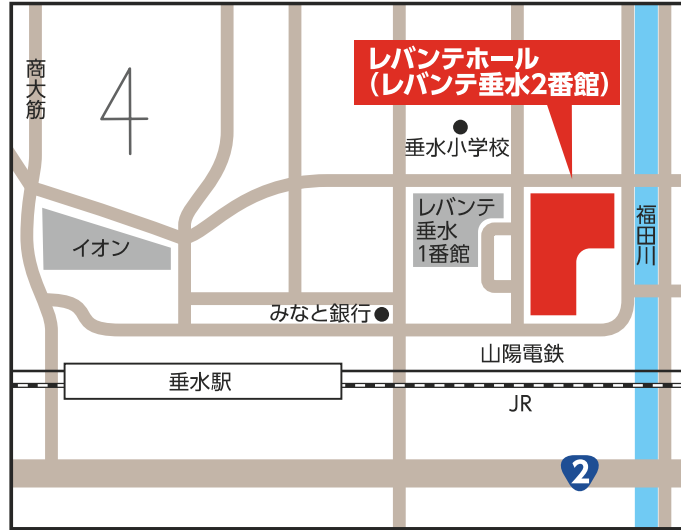 レバンテホール
（レバンテ垂水2番館）
商大筋
垂水小学校
レバンテ
垂水
1番館
福田川
イオン
みなと銀行
山陽電鉄
垂水駅
JR
2